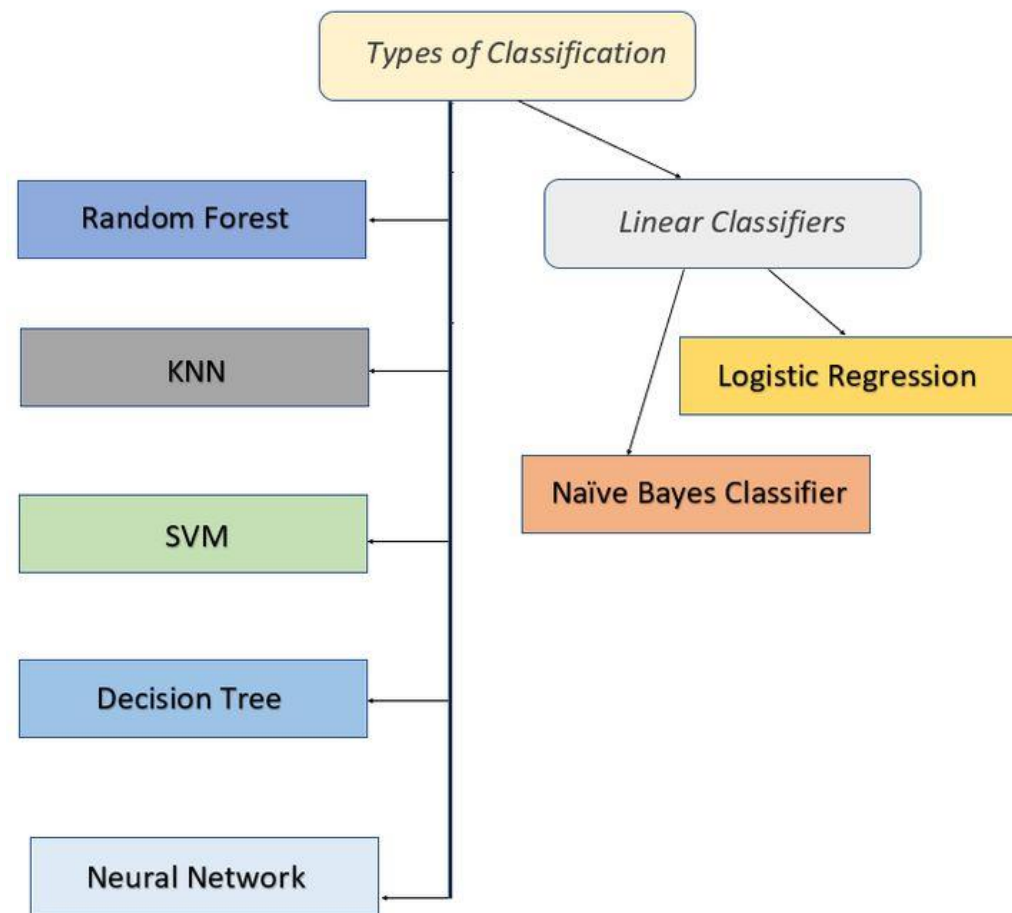 Types of Classification
Random Forest
Linear Classifiers
KNN
Logistic Regression
Naïve Bayes Classifier
SVM
Decision Tree
Neural Network